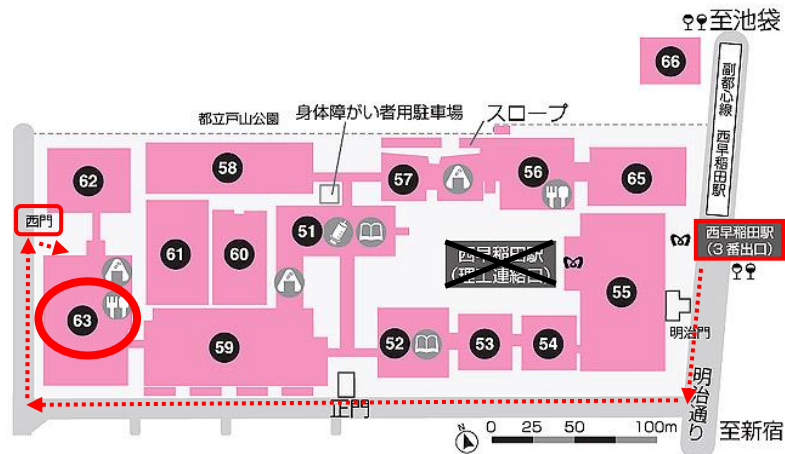 至池袋
66
副都心線 西早稲田駅
都立戸山公園
身体障がい者用駐車場
スロープ
62
58
57
56
65
西門
51
61
60
西早稲田駅
(理工連絡口)
西早稲田駅
(3番出口)
55
63
59
52
53
54
明治門
正門
明治通り
N
0 25 50 100m
至新宿